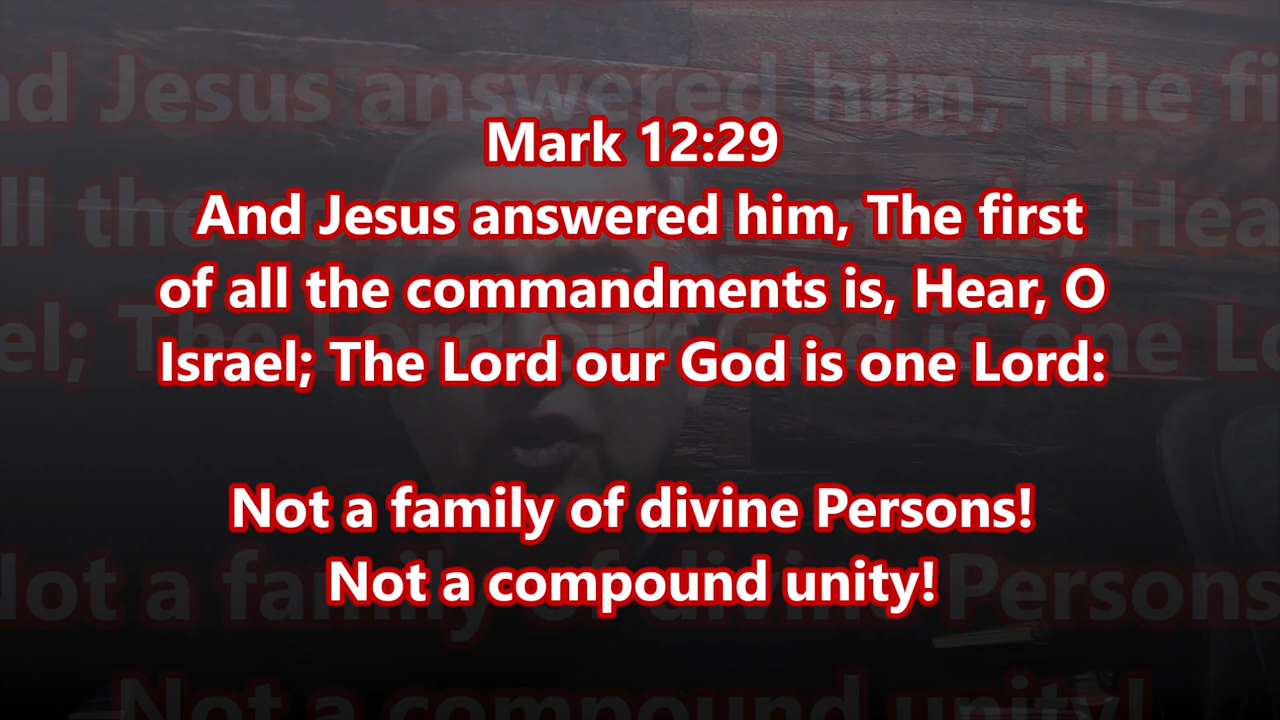 Mark 12:29
And Jesus answered him, The first
of all the commandments is, Hear, O
Israel; The Lord our God is one Lord:
Not a family of divine Persons!
Not a compound unity!